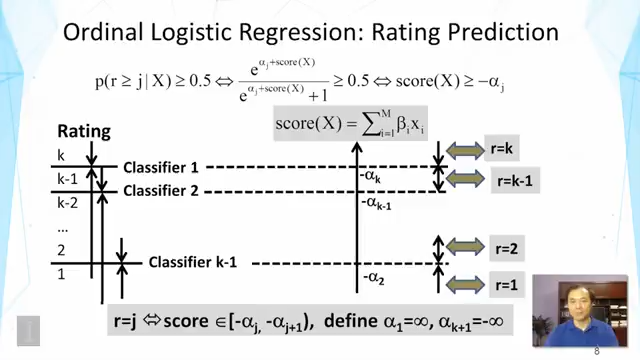 Ordinal Logistic Regression: Rating Prediction
p(r ≥ j | X) ≥ 0.5 ⇔ e^{α_j+score(X)} / (e^{α_j+score(X)} + 1) ≥ 0.5 ⇔ score(X) ≥ −α_j
score(X) = ∑_{i=1}^{M} β_i x_i
Rating
k
Classifier 1
-α_k
r=k
k-1
Classifier 2
-α_{k-1}
r=k-1
k-2
...
2
Classifier k-1
-α_2
r=2
1
r=1
r=j ⇔ score ∈[-α_j, -α_{j+1}), define α_1=∞, α_{k+1}=-∞
I
8